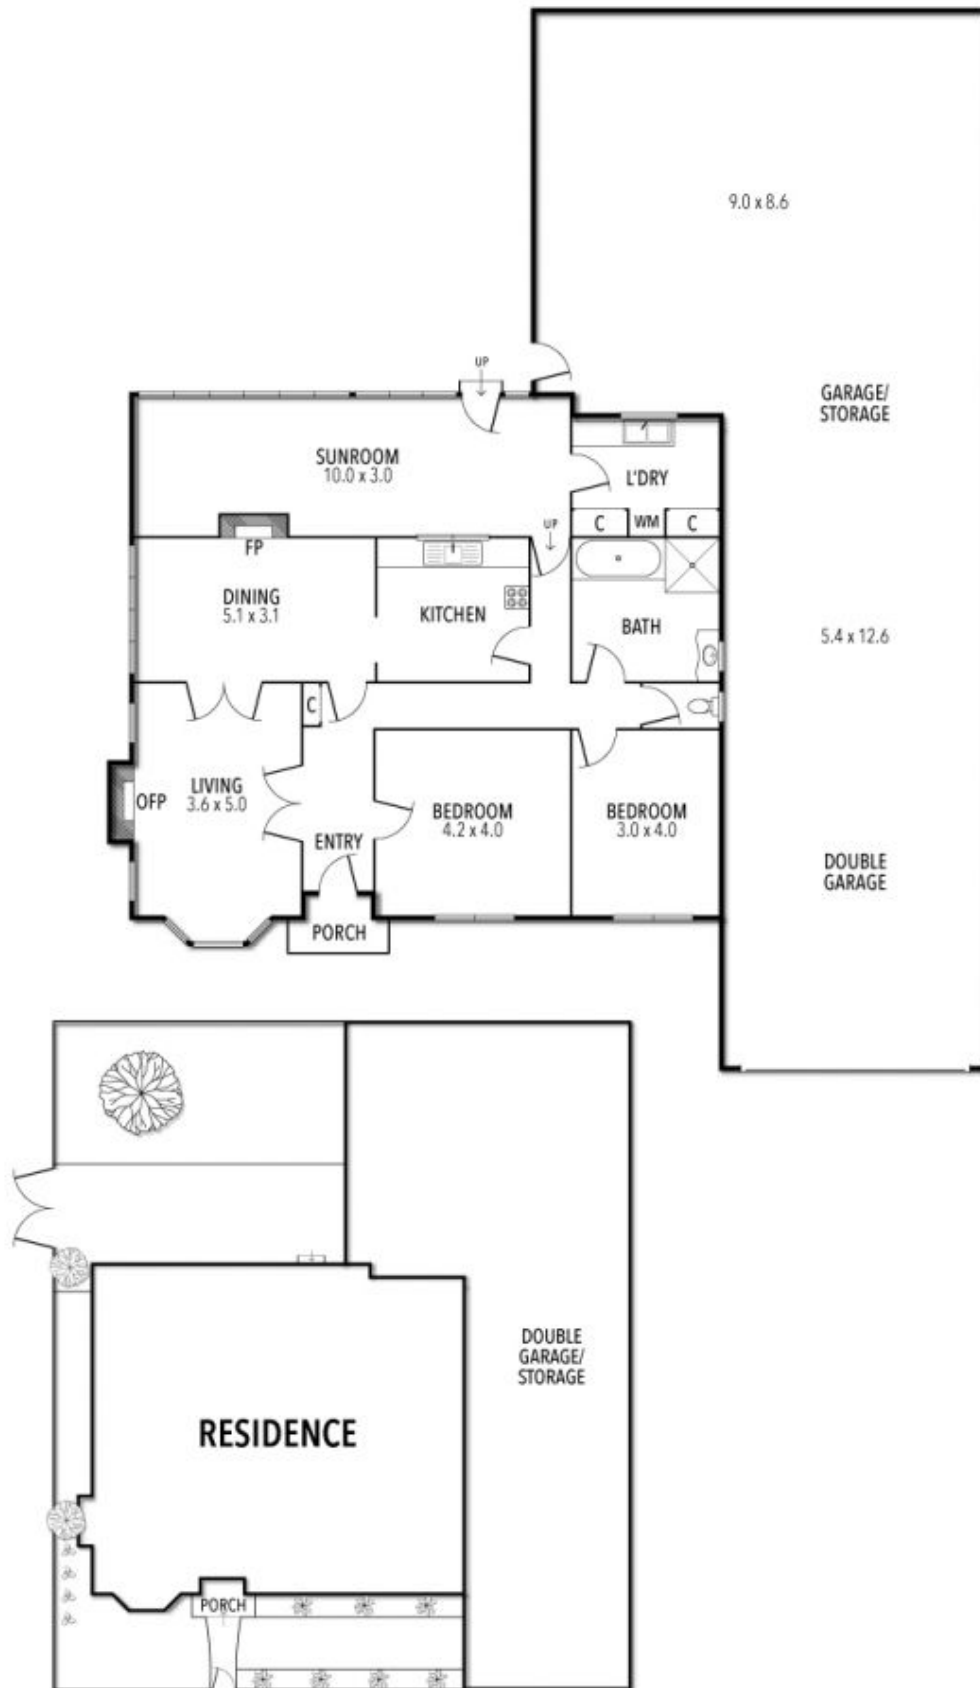 9.0 x 8.6
UP
GARAGE/
STORAGE
SUNROOM
10.0 x 3.0
L'DRY
C
WM
C
UP
FP
DINING
5.1 x 3.1
KITCHEN
BATH
5.4 x 12.6
C
LIVING
3.6 x 5.0
OFP
BEDROOM
4.2 x 4.0
BEDROOM
3.0 x 4.0
ENTRY
DOUBLE
GARAGE
PORCH
DOUBLE
GARAGE/
STORAGE
RESIDENCE
PORCH